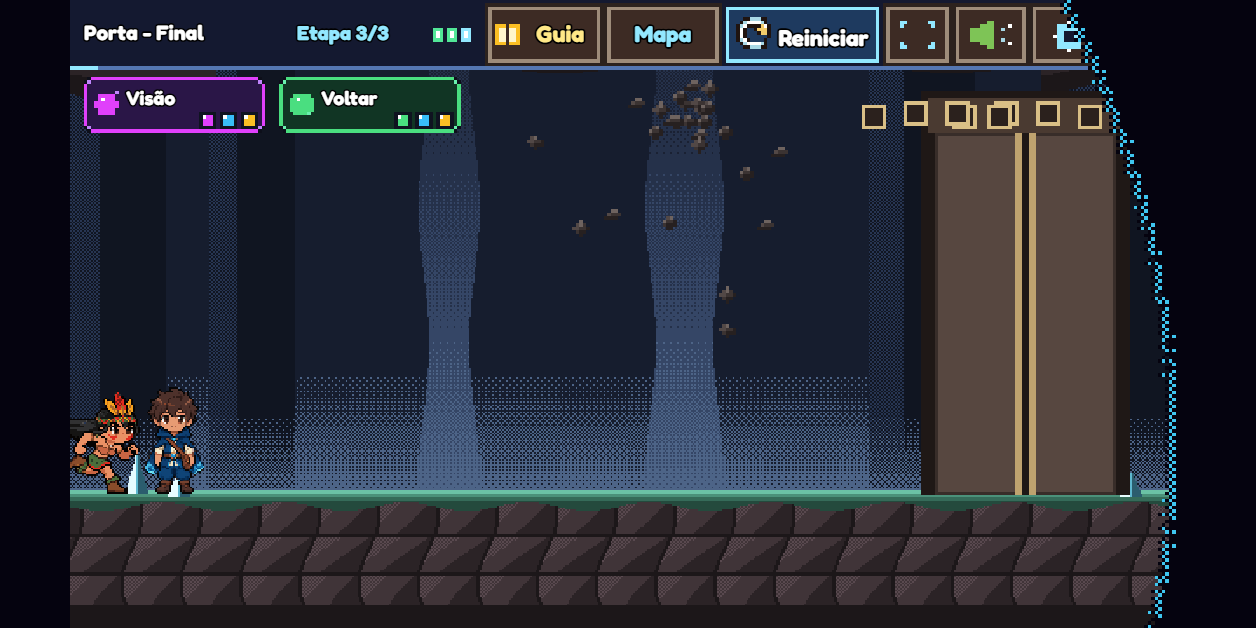 Porta - Final
Etapa 3/3
Guia
Mapa
Reiniciar
Visão
Voltar